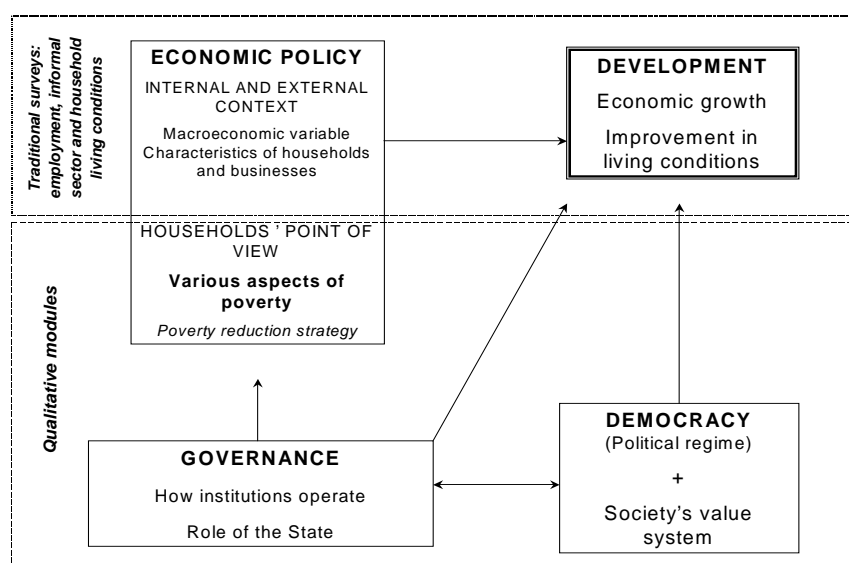 Traditional surveys:
employment, informal
sector and household
living conditions
ECONOMIC POLICY
INTERNAL AND EXTERNAL
CONTEXT
Macroeconomic variable
Characteristics of households
and businesses
HOUSEHOLDS ' POINT OF
VIEW
Various aspects of
poverty
Poverty reduction strategy
DEVELOPMENT
Economic growth
Improvement in
living conditions
Qualitative modules
GOVERNANCE
How institutions operate
Role of the State
DEMOCRACY
(Political regime)
+
Society's value
system